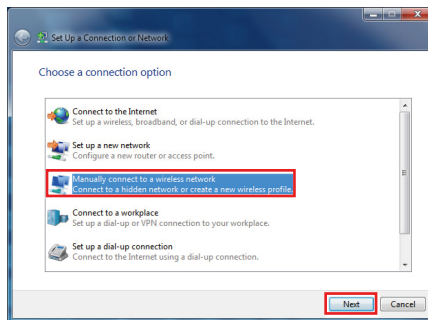 Set Up a Connection or Network
Choose a connection option
Connect to the Internet
Set up a wireless, broadband, or dial-up connection to the Internet.
Set up a new network
Configure a new router or access point.
Manually connect to a wireless network
Connect to a hidden network or create a new wireless profile.
Connect to a workplace
Set up a dial-up or VPN connection to your workplace.
Set up a dial-up connection
Connect to the Internet using a dial-up connection.
Next
Cancel